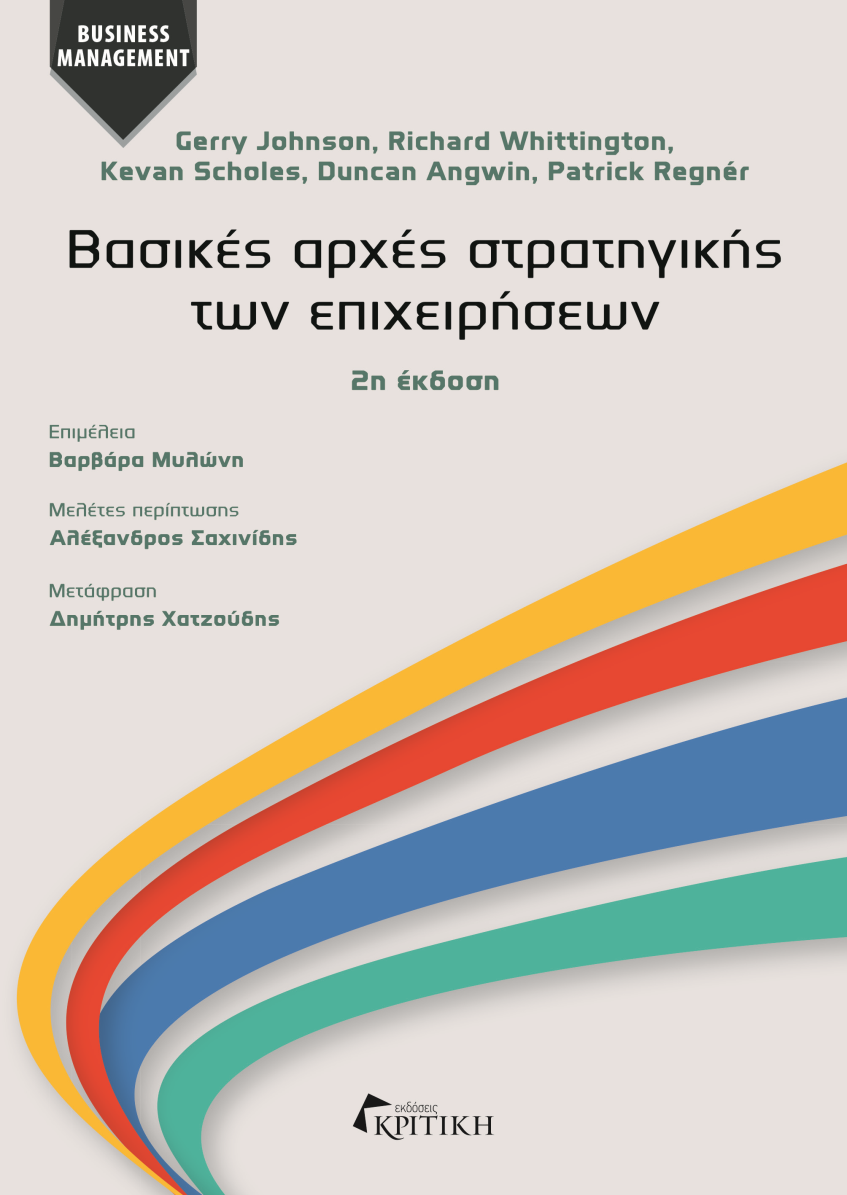 BUSINESS
MANAGEMENT
Gerry Johnson, Richard Whittington,
Kevan Scholes, Duncan Angwin, Patrick Regnér
Βασικές αρχές στρατηγικής
των επιχειρήσεων
2η έκδοση
Επιμέλεια
Βαρβάρα Μυλώνη
Μελέτες περίπτωσης
Αλέξανδρος Σαχινίδης
Μετάφραση
Δημήτρης Χατζούδης
εκδόσεις
ΚΡΙΤΙΚΗ